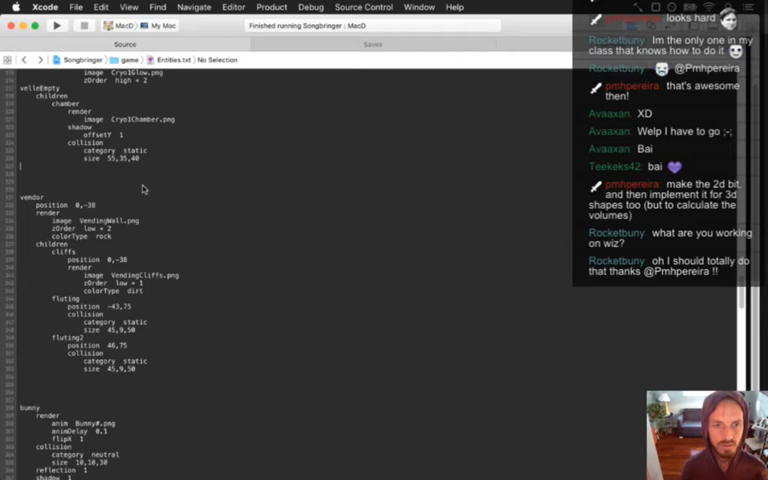 Xcode File Edit View Find Navigate Editor Product Debug Source Control Window Help
MacD My Mac
Finished running Songbringer : MacD
Source
Saves
Songbringer game Entities.txt No Selection
image Cryo1Glow.png
zOrder high + 2
velleEmpty
children
chamber
render
image Cryo1Chamber.png
shadow
offsetY 1
collision
category static
size 55,35,40
vendor
position 0,-38
render
image VendingWall.png
zOrder low + 2
colorType rock
children
cliffs
position 0,-38
render
image VendingCliffs.png
zOrder low + 1
colorType dirt
fluting
position -43,75
collision
category static
size 45,9,50
fluting2
position 46,75
collision
category static
size 45,9,50
bunny
render
anim Bunny#.png
animDelay 0.1
flipX 1
collision
category neutral
size 10,10,30
reflection 1
shadow 1
looks hard
Rocketbuny Im the only one in my
class that knows how to do it
Rocketbuny @Pmhpereira
pmhpereira that's awesome
then!
Avaaxan XD
Avaaxan Welp I have to go ;-;
Avaaxan Bai
Teekeks42 bai
pmhpereira make the 2d bit,
and then implement it for 3d
shapes too (but to calculate the
volumes)
Rocketbuny what are you working
on wiz?
Rocketbuny oh I should totally do
that thanks @Pmhpereira !!